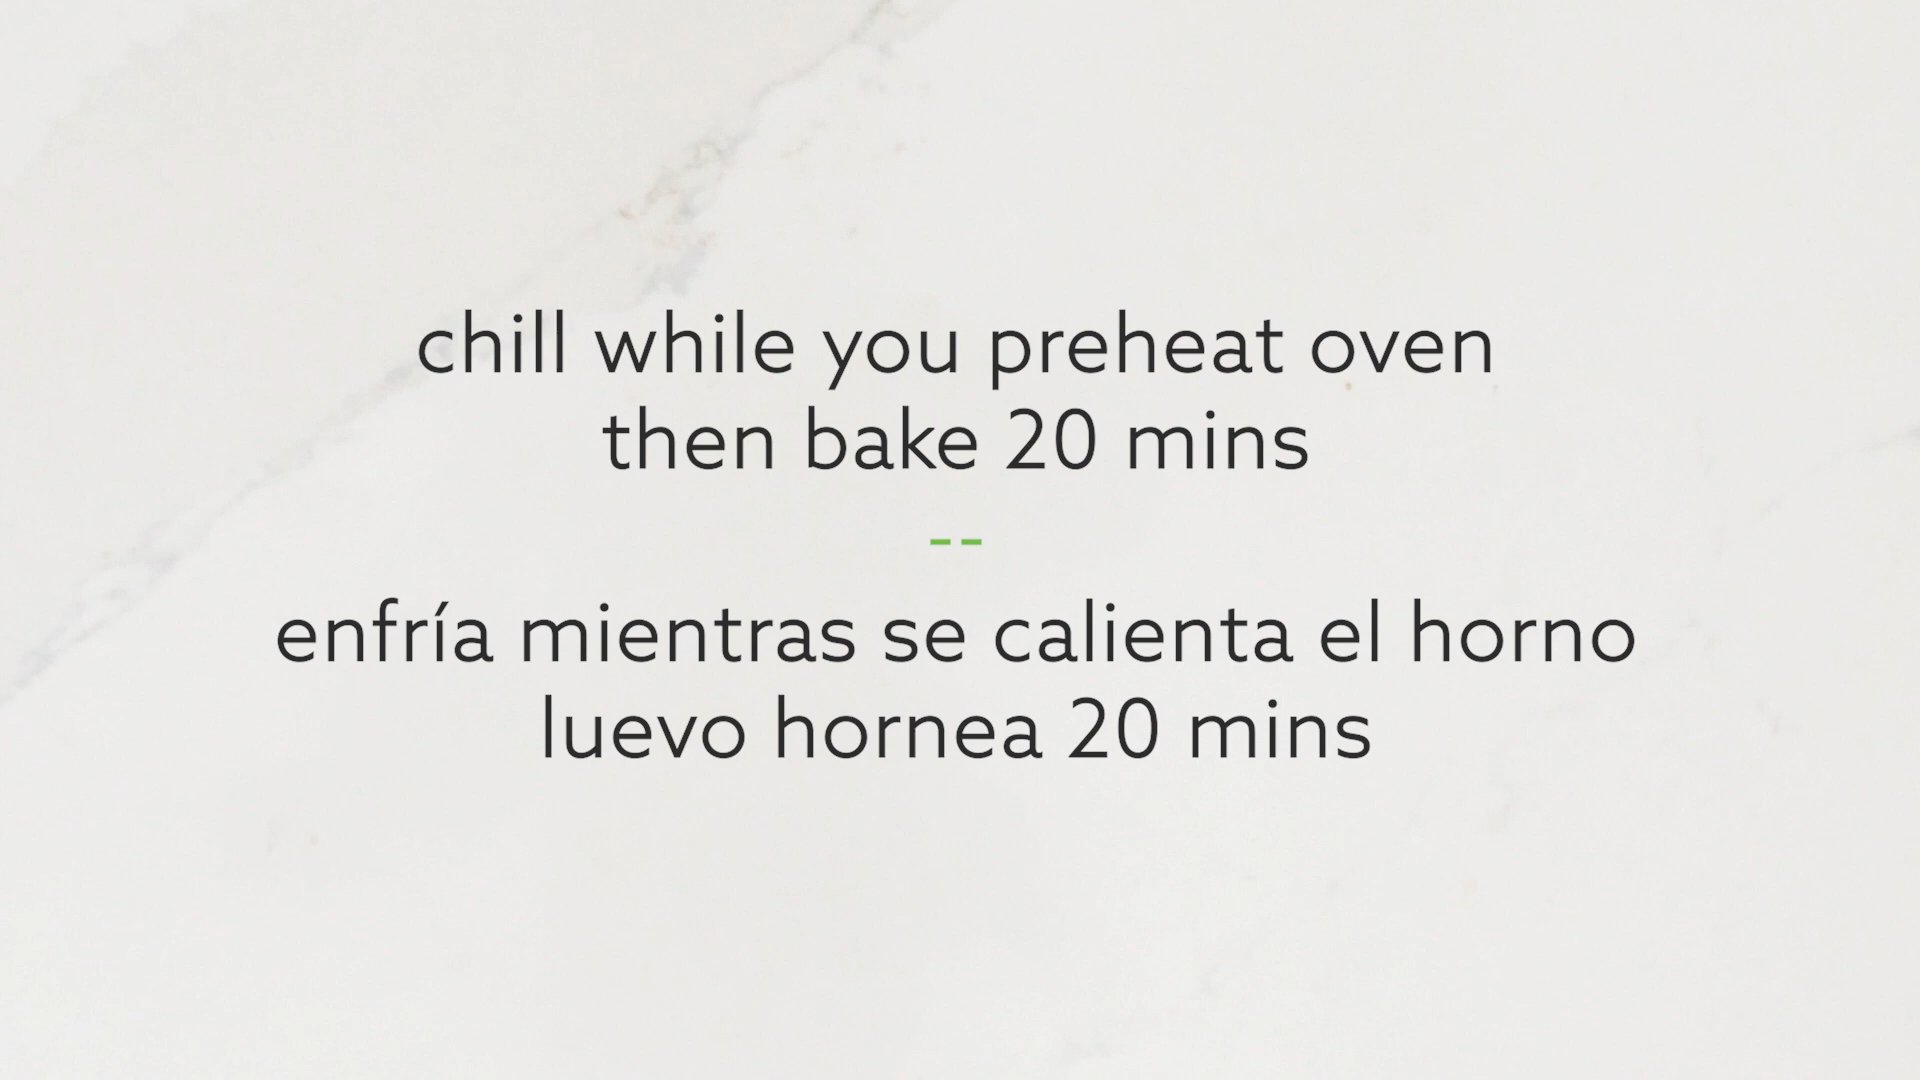 chill while you preheat oven
then bake 20 mins
--
enfría mientras se calienta el horno
luevo hornea 20 mins